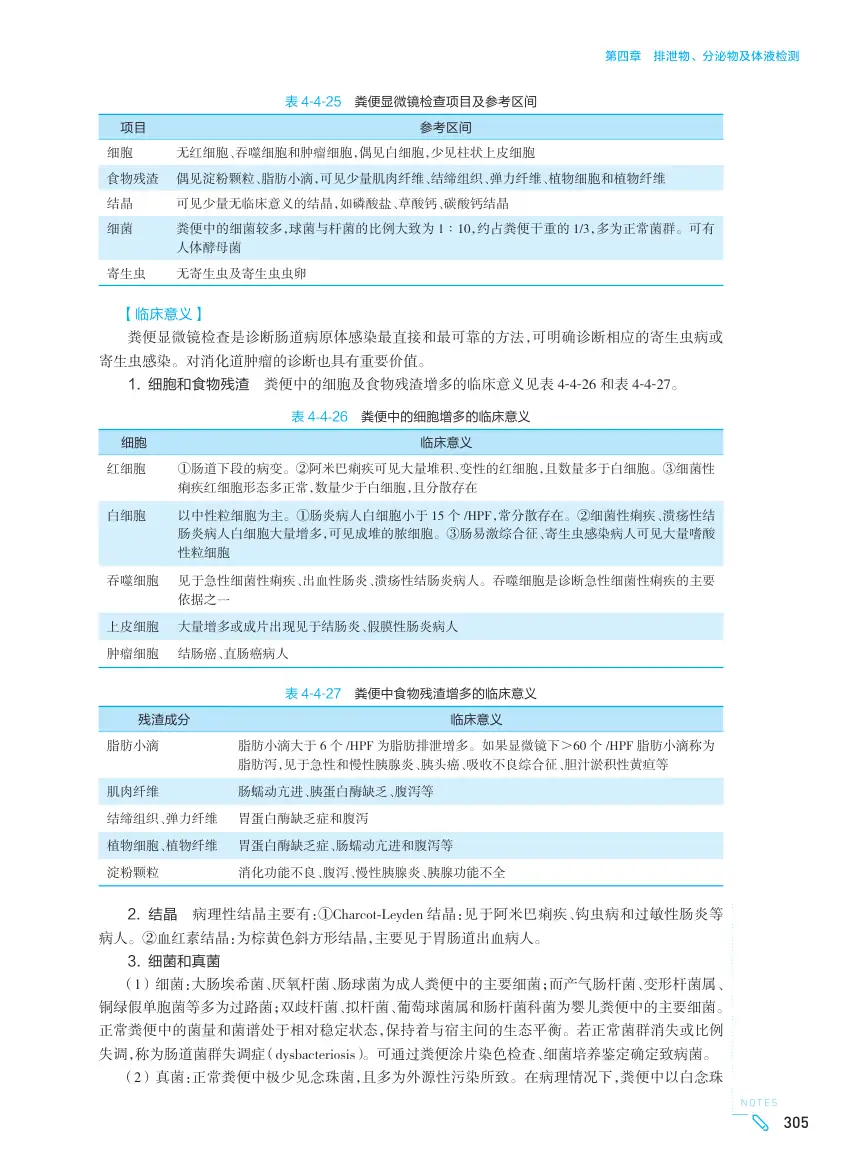 第四章 排泄物、分泌物及体液检测
表 4-4-25 粪便显微镜检查项目及参考区间
项目 参考区间
细胞 无红细胞、吞噬细胞和肿瘤细胞,偶见白细胞,少见柱状上皮细胞
食物残渣 偶见淀粉颗粒、脂肪小滴,可见少量肌肉纤维、结缔组织、弹力纤维、植物细胞和植物纤维
结晶 可见少量无临床意义的结晶,如磷酸盐、草酸钙、碳酸钙结晶
细菌 粪便中的细菌较多,球菌与杆菌的比例大致为 1∶10,约占粪便干重的 1/3,多为正常菌群。可有
人体酵母菌
寄生虫 无寄生虫及寄生虫虫卵
【临床意义】
粪便显微镜检查是诊断肠道病原体感染最直接和最可靠的方法,可明确诊断相应的寄生虫病或
寄生虫感染。对消化道肿瘤的诊断也具有重要价值。
1. 细胞和食物残渣 粪便中的细胞及食物残渣增多的临床意义见表 4-4-26 和表 4-4-27。
表 4-4-26 粪便中的细胞增多的临床意义
细胞 临床意义
红细胞 ①肠道下段的病变。②阿米巴痢疾可见大量堆积、变性的红细胞,且数量多于白细胞。③细菌性
痢疾红细胞形态多正常,数量少于白细胞,且分散存在
白细胞 以中性粒细胞为主。①肠炎病人白细胞小于 15 个 /HPF,常分散存在。②细菌性痢疾、溃疡性结
肠炎病人白细胞大量增多,可见成堆的脓细胞。③肠易激综合征、寄生虫感染病人可见大量嗜酸
性粒细胞
吞噬细胞 见于急性细菌性痢疾、出血性肠炎、溃疡性结肠炎病人。吞噬细胞是诊断急性细菌性痢疾的主要
依据之一
上皮细胞 大量增多或成片出现见于结肠炎、假膜性肠炎病人
肿瘤细胞 结肠癌、直肠癌病人
表 4-4-27 粪便中食物残渣增多的临床意义
残渣成分 临床意义
脂肪小滴 脂肪小滴大于 6 个 /HPF 为脂肪排泄增多。如果显微镜下＞60 个 /HPF 脂肪小滴称为
脂肪泻,见于急性和慢性胰腺炎、胰头癌、吸收不良综合征、胆汁淤积性黄疸等
肌肉纤维 肠蠕动亢进、胰蛋白酶缺乏、腹泻等
结缔组织、弹力纤维 胃蛋白酶缺乏症和腹泻
植物细胞、植物纤维 胃蛋白酶缺乏症、肠蠕动亢进和腹泻等
淀粉颗粒 消化功能不良、腹泻、慢性胰腺炎、胰腺功能不全
2. 结晶 病理性结晶主要有:①Charcot-Leyden 结晶:见于阿米巴痢疾、钩虫病和过敏性肠炎等
病人。②血红素结晶:为棕黄色斜方形结晶,主要见于胃肠道出血病人。
3. 细菌和真菌
（1）细菌:大肠埃希菌、厌氧杆菌、肠球菌为成人粪便中的主要细菌;而产气肠杆菌、变形杆菌属、
铜绿假单胞菌等多为过路菌;双歧杆菌、拟杆菌、葡萄球菌属和肠杆菌科菌为婴儿粪便中的主要细菌。
正常粪便中的菌量和菌谱处于相对稳定状态,保持着与宿主间的生态平衡。若正常菌群消失或比例
失调,称为肠道菌群失调症（dysbacteriosis）。可通过粪便涂片染色检查、细菌培养鉴定确定致病菌。
（2）真菌:正常粪便中极少见念珠菌,且多为外源性污染所致。在病理情况下,粪便中以白念珠
NOTES
305